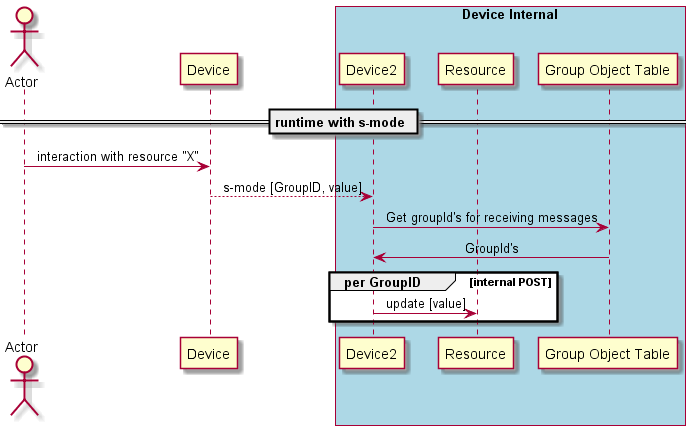 Device Internal
Actor
Device
Device2
Resource
Group Object Table
runtime with s-mode
interaction with resource "X"
s-mode [GroupID, value]
Get groupId's for receiving messages
GroupId's
per GroupID
[internal POST]
update [value]
Actor
Device
Device2
Resource
Group Object Table